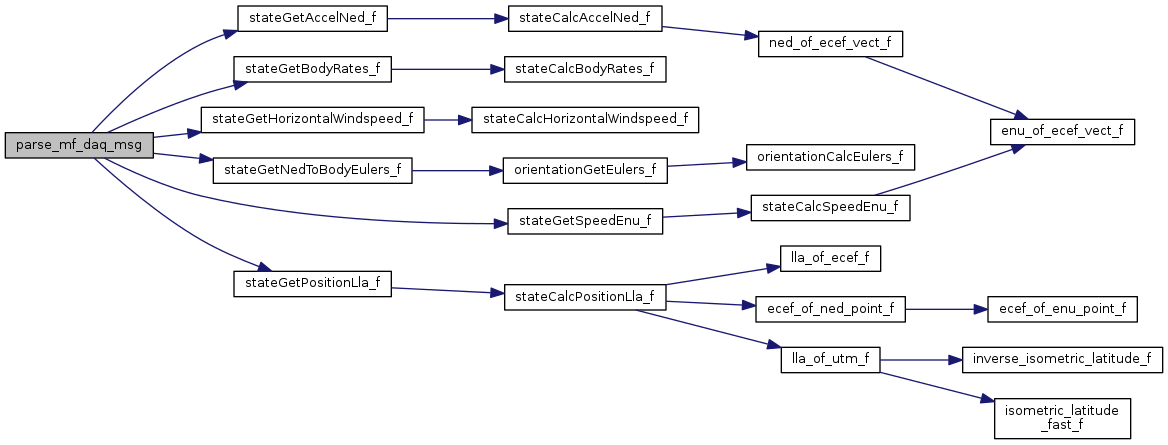 parse_mf_daq_msg
stateGetAccelNed_f
stateCalcAccelNed_f
ned_of_ecef_vect_f
enu_of_ecef_vect_f
stateGetBodyRates_f
stateCalcBodyRates_f
stateGetHorizontalWindspeed_f
stateCalcHorizontalWindspeed_f
stateGetNedToBodyEulers_f
orientationGetEulers_f
orientationCalcEulers_f
stateGetSpeedEnu_f
stateCalcSpeedEnu_f
stateGetPositionLla_f
stateCalcPositionLla_f
lla_of_ecef_f
ecef_of_ned_point_f
ecef_of_enu_point_f
lla_of_utm_f
inverse_isometric_latitude_f
isometric_latitude
_fast_f